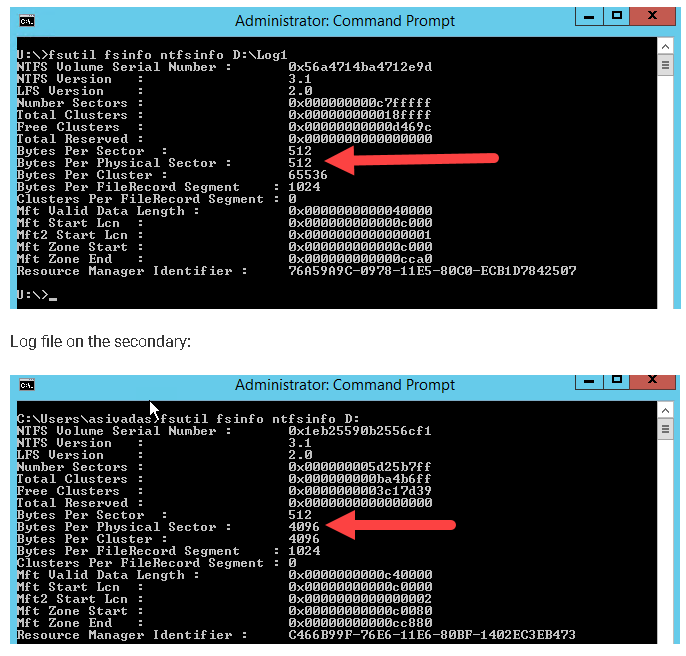 Administrator: Command Prompt
U:\>fsutil fsinfo ntfsinfo D:\Log1
NTFS Volume Serial Number : 0x56a4714ba4712e9d
NTFS Version : 3.1
LFS Version : 2.0
Number Sectors : 0x000000000c7fffff
Total Clusters : 0x000000000018ffff
Free Clusters : 0x00000000000d469c
Total Reserved : 0x0000000000000000
Bytes Per Sector : 512
Bytes Per Physical Sector : 512
Bytes Per Cluster : 65536
Bytes Per FileRecord Segment : 1024
Clusters Per FileRecord Segment : 0
Mft Valid Data Length : 0x0000000000040000
Mft Start Lcn : 0x000000000000c000
Mft2 Start Lcn : 0x0000000000000001
Mft Zone Start : 0x000000000000c000
Mft Zone End : 0x000000000000cca0
Resource Manager Identifier : 76A59A9C-0978-11E5-80C0-ECB1D7842507
U:\>_
Log file on the secondary:
Administrator: Command Prompt
C:\Users\asivadas>fsutil fsinfo ntfsinfo D:
NTFS Volume Serial Number : 0x1eb25590b2556cf1
NTFS Version : 3.1
LFS Version : 2.0
Number Sectors : 0x000000005d25b7ff
Total Clusters : 0x000000000ba4b6ff
Free Clusters : 0x0000000003c17d39
Total Reserved : 0x0000000000000000
Bytes Per Sector : 512
Bytes Per Physical Sector : 4096
Bytes Per Cluster : 4096
Bytes Per FileRecord Segment : 1024
Clusters Per FileRecord Segment : 0
Mft Valid Data Length : 0x0000000000c40000
Mft Start Lcn : 0x00000000000c0000
Mft2 Start Lcn : 0x0000000000000002
Mft Zone Start : 0x00000000000c0080
Mft Zone End : 0x00000000000cc880
Resource Manager Identifier : C466B99F-76E6-11E6-80BF-1402EC3EB473